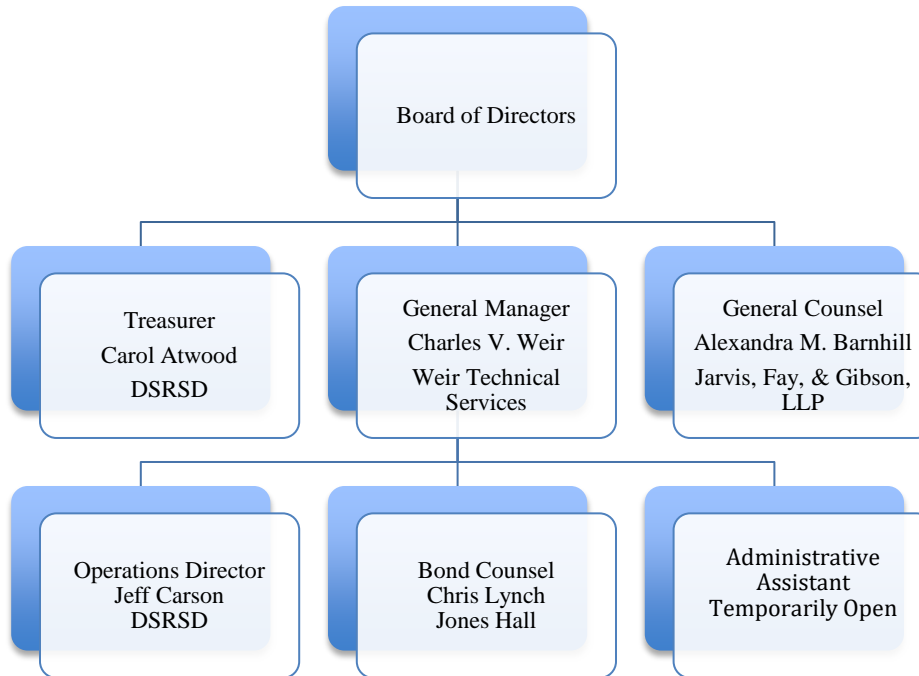 Board of Directors
Treasurer
Carol Atwood
DSRSD
General Manager
Charles V. Weir
Weir Technical
Services
General Counsel
Alexandra M. Barnhill
Jarvis, Fay, & Gibson,
LLP
Operations Director
Jeff Carson
DSRSD
Bond Counsel
Chris Lynch
Jones Hall
Administrative
Assistant
Temporarily Open